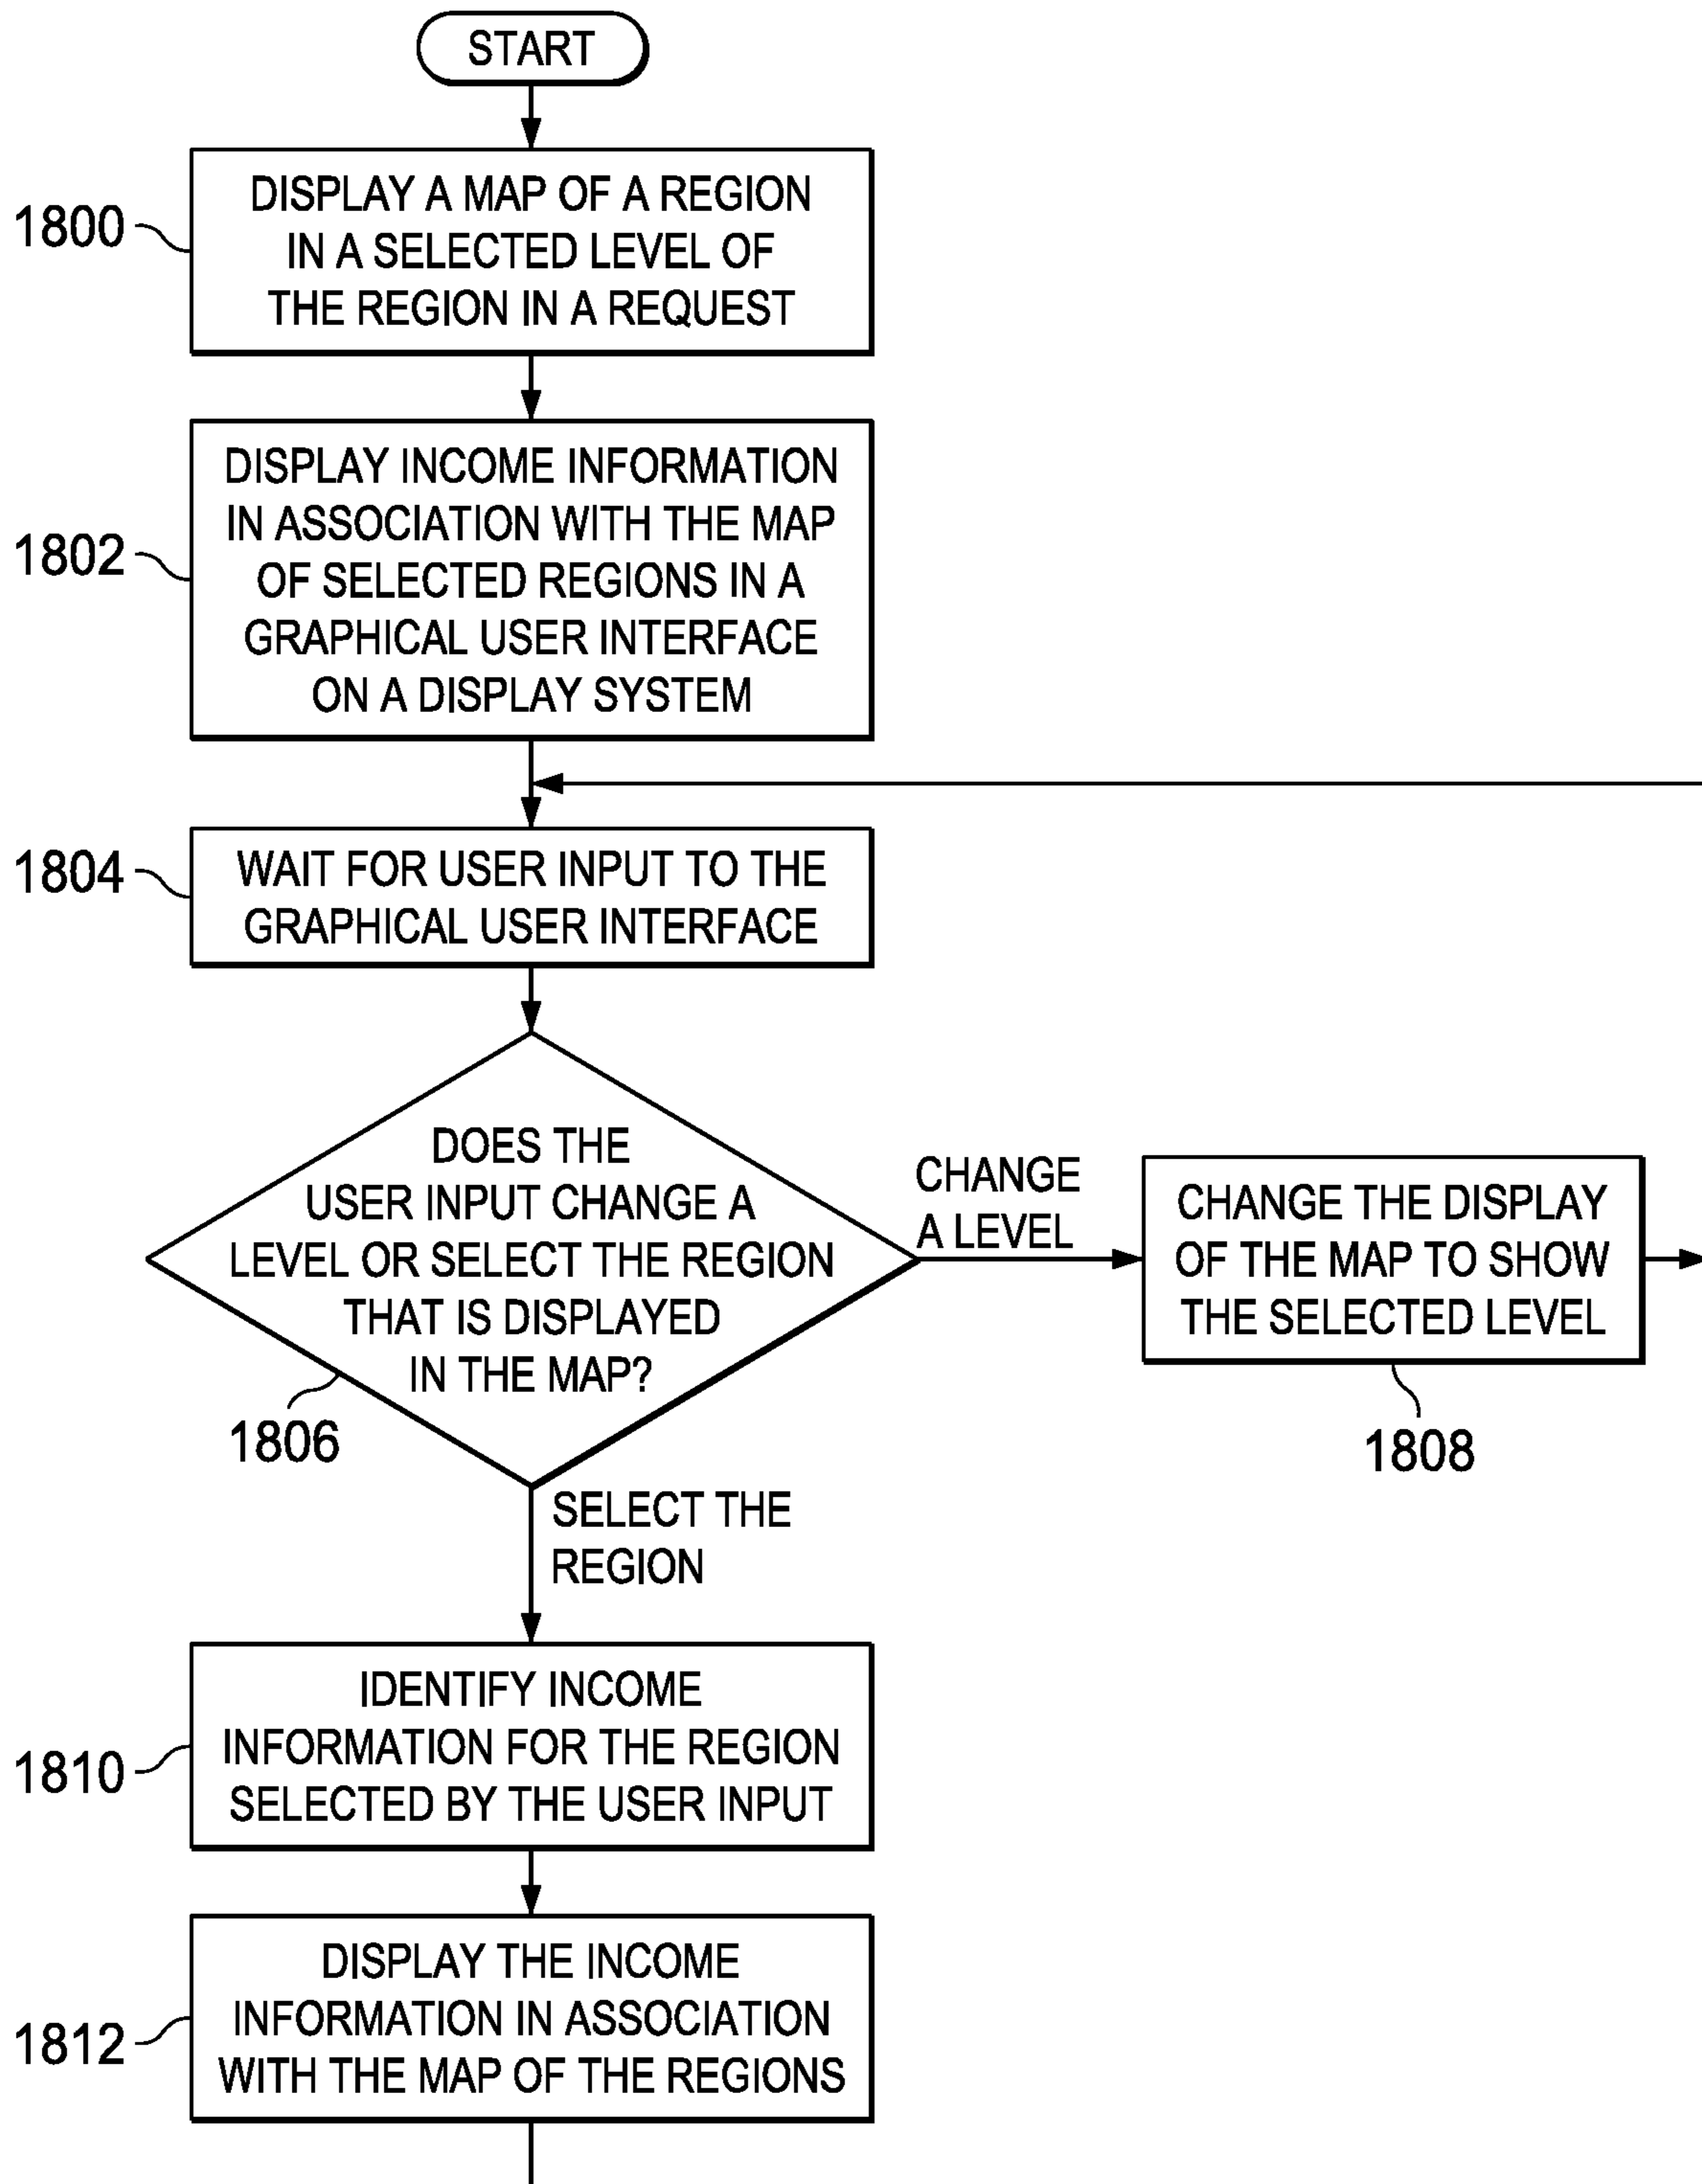 START
1800
DISPLAY A MAP OF A REGION
IN A SELECTED LEVEL OF
THE REGION IN A REQUEST
1802
DISPLAY INCOME INFORMATION
IN ASSOCIATION WITH THE MAP
OF SELECTED REGIONS IN A
GRAPHICAL USER INTERFACE
ON A DISPLAY SYSTEM
1804
WAIT FOR USER INPUT TO THE
GRAPHICAL USER INTERFACE
DOES THE
USER INPUT CHANGE A
LEVEL OR SELECT THE REGION
THAT IS DISPLAYED
IN THE MAP?
1806
CHANGE
A LEVEL
CHANGE THE DISPLAY
OF THE MAP TO SHOW
THE SELECTED LEVEL
1808
SELECT THE
REGION
1810
IDENTIFY INCOME
INFORMATION FOR THE REGION
SELECTED BY THE USER INPUT
1812
DISPLAY THE INCOME
INFORMATION IN ASSOCIATION
WITH THE MAP OF THE REGIONS